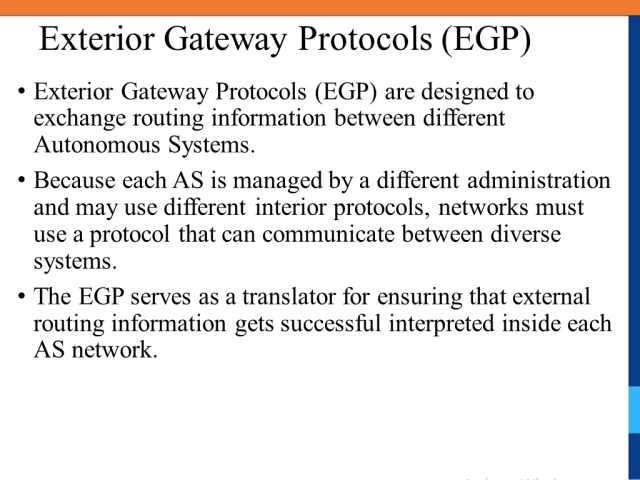 Exterior Gateway Protocols (EGP)
• Exterior Gateway Protocols (EGP) are designed to
exchange routing information between different
Autonomous Systems.
• Because each AS is managed by a different administration
and may use different interior protocols, networks must
use a protocol that can communicate between diverse
systems.
• The EGP serves as a translator for ensuring that external
routing information gets successful interpreted inside each
AS network.